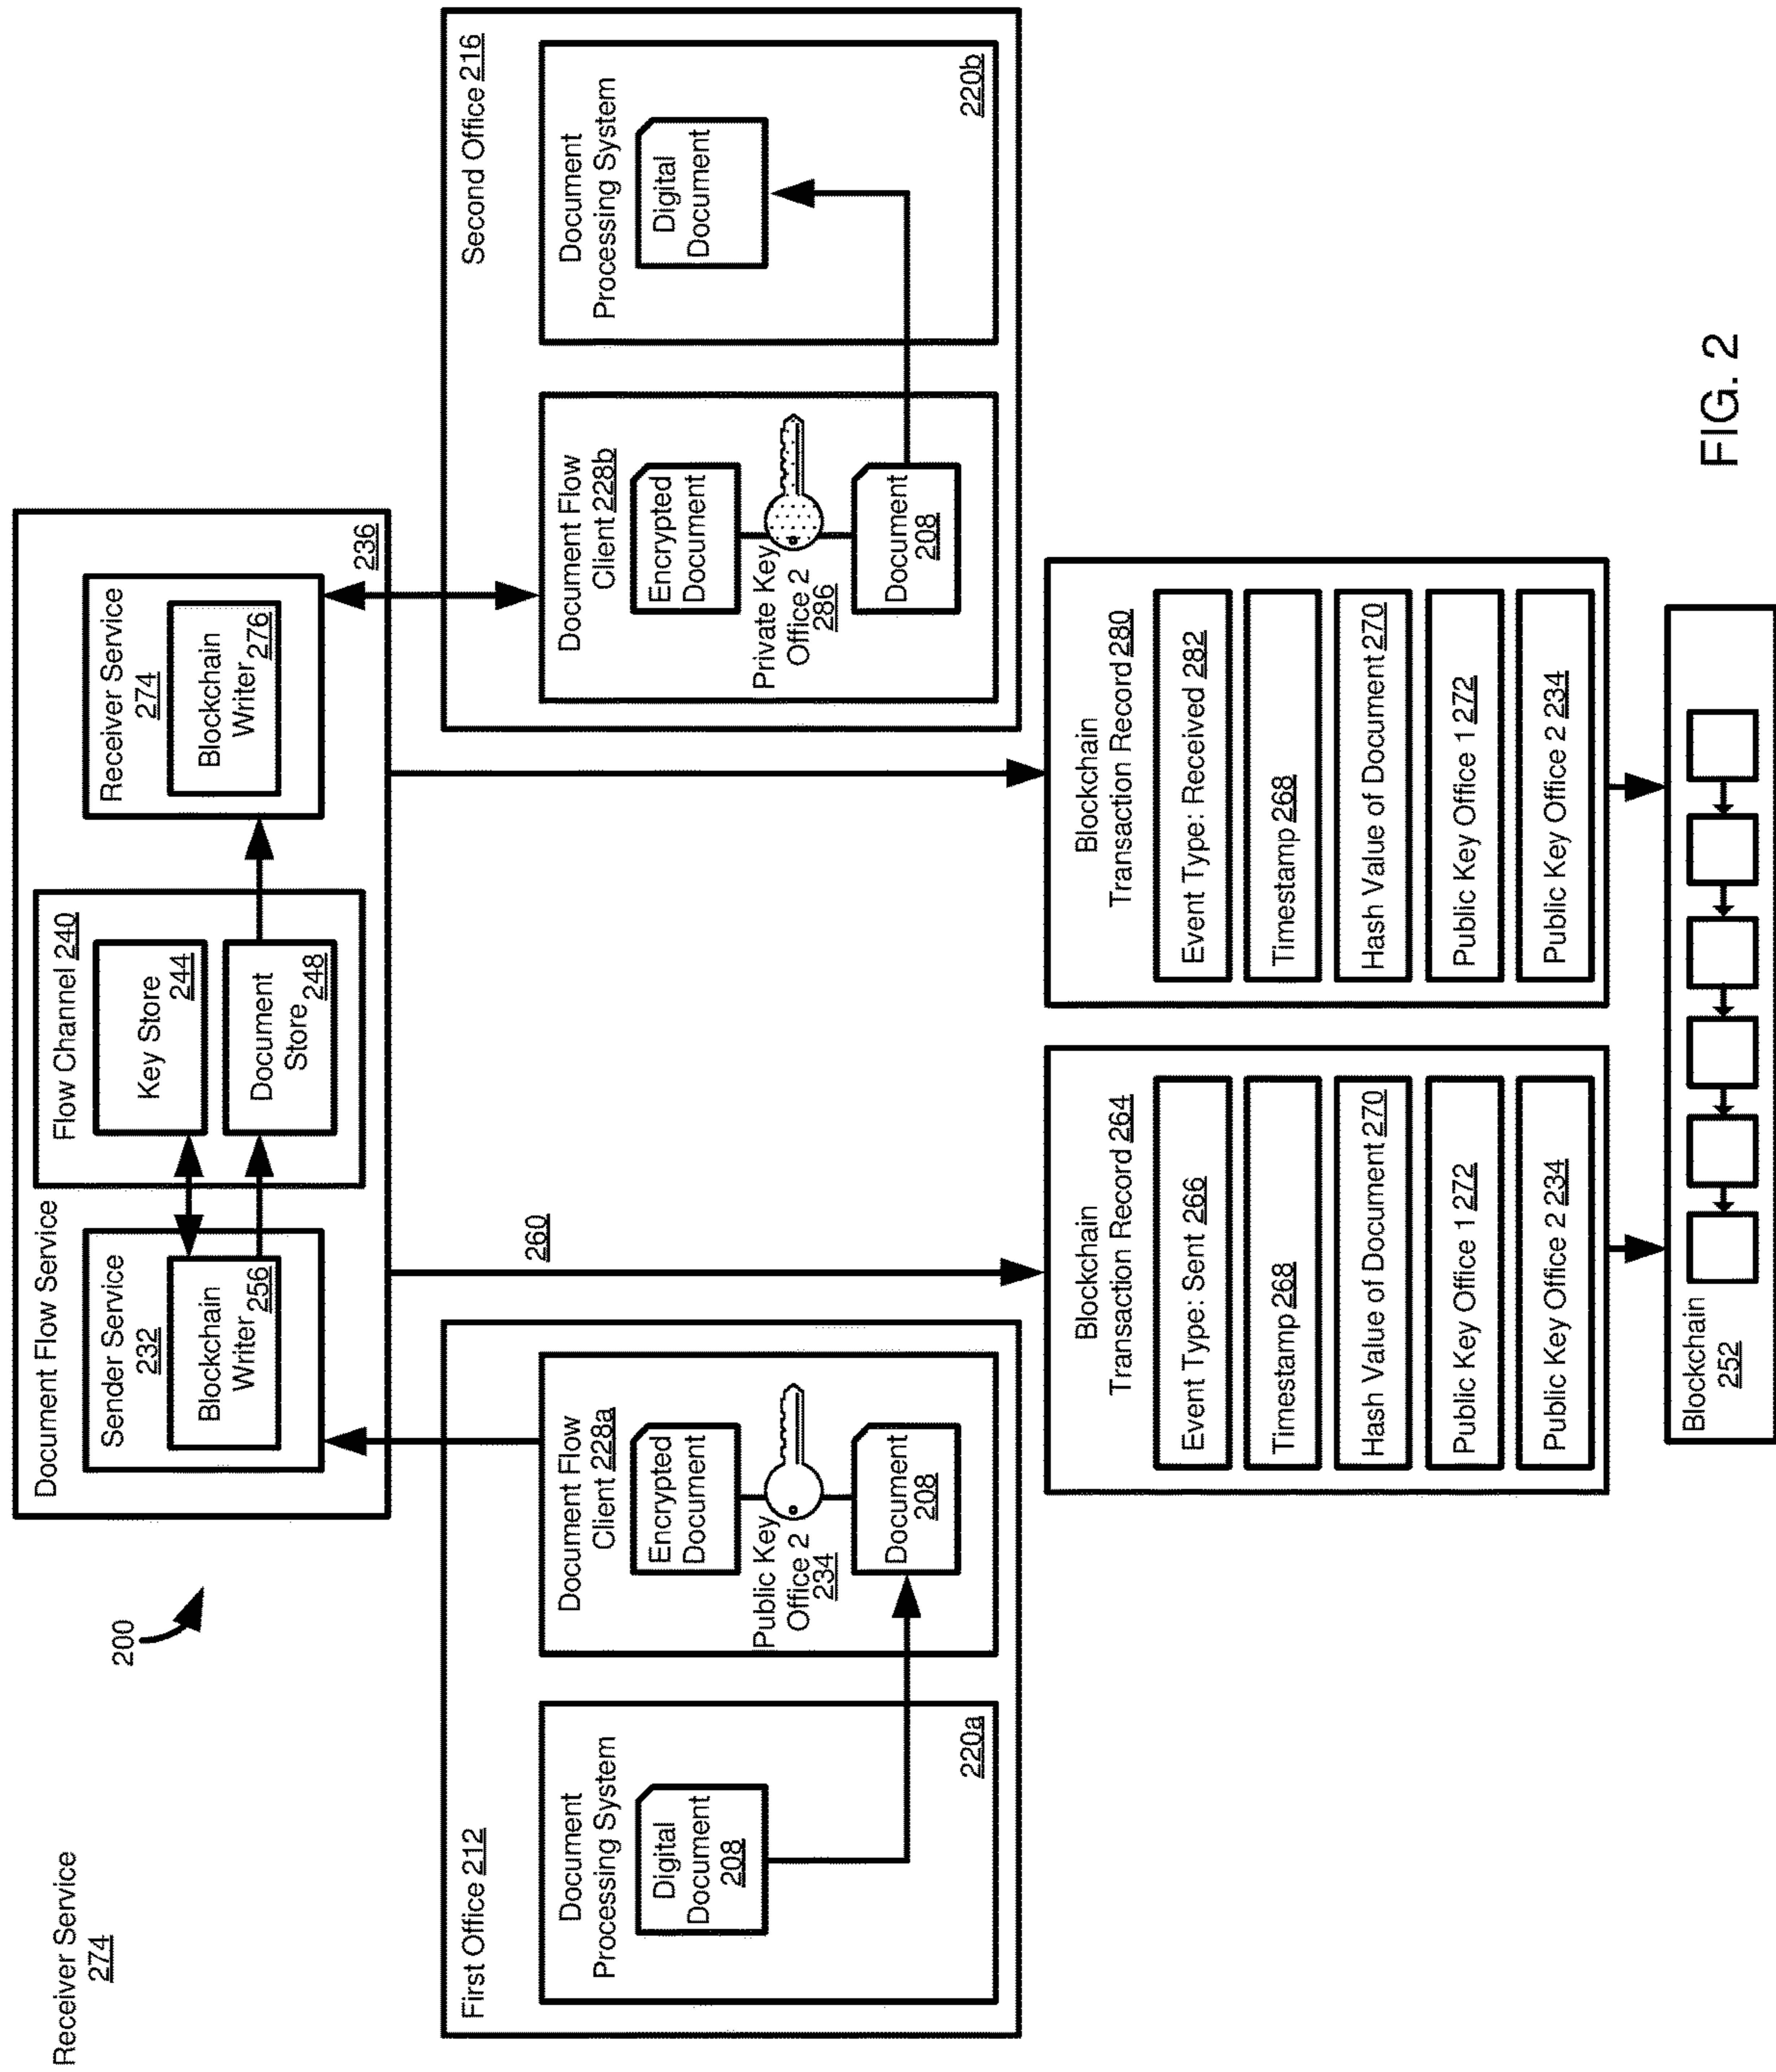 Receiver Service
274
200
Document Flow Service
236
Sender Service
232
Blockchain
Writer 256
Flow Channel 240
Key Store
244
Document
Store 248
Receiver Service
274
Blockchain
Writer 276
First Office 212
Document
Processing System
Digital
Document
208
220a
Document Flow
Client 228a
Encrypted
Document
Public Key
Office 2
234
Document
208
260
Second Office 216
Document Flow
Client 228b
Encrypted
Document
Private Key
Office 2
286
Document
208
Document
Processing System
Digital
Document
220b
Blockchain
Transaction Record 264
Event Type: Sent 266
Timestamp 268
Hash Value of Document 270
Public Key Office 1 272
Public Key Office 2 234
Blockchain
Transaction Record 280
Event Type: Received 282
Timestamp 268
Hash Value of Document 270
Public Key Office 1 272
Public Key Office 2 234
Blockchain
252
FIG. 2